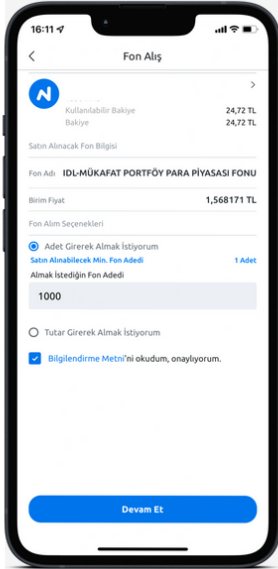 16:11
Fon Alış
Kullanılabilir Bakiye 24,72 TL
Bakiye 24,72 TL
Satın Alınacak Fon Bilgisi
Fon Adı IDL-MÜKAFAT PORTFÖY PARA PİYASASI FONU
Birim Fiyat 1,568171 TL
Fon Alım Seçenekleri
Adet Girerek Almak İstiyorum
Satın Alınabilecek Min. Fon Adedi 1 Adet
Almak İstediğin Fon Adedi
1000
Tutar Girerek Almak İstiyorum
Bilgilendirme Metni'ni okudum, onaylıyorum.
Devam Et